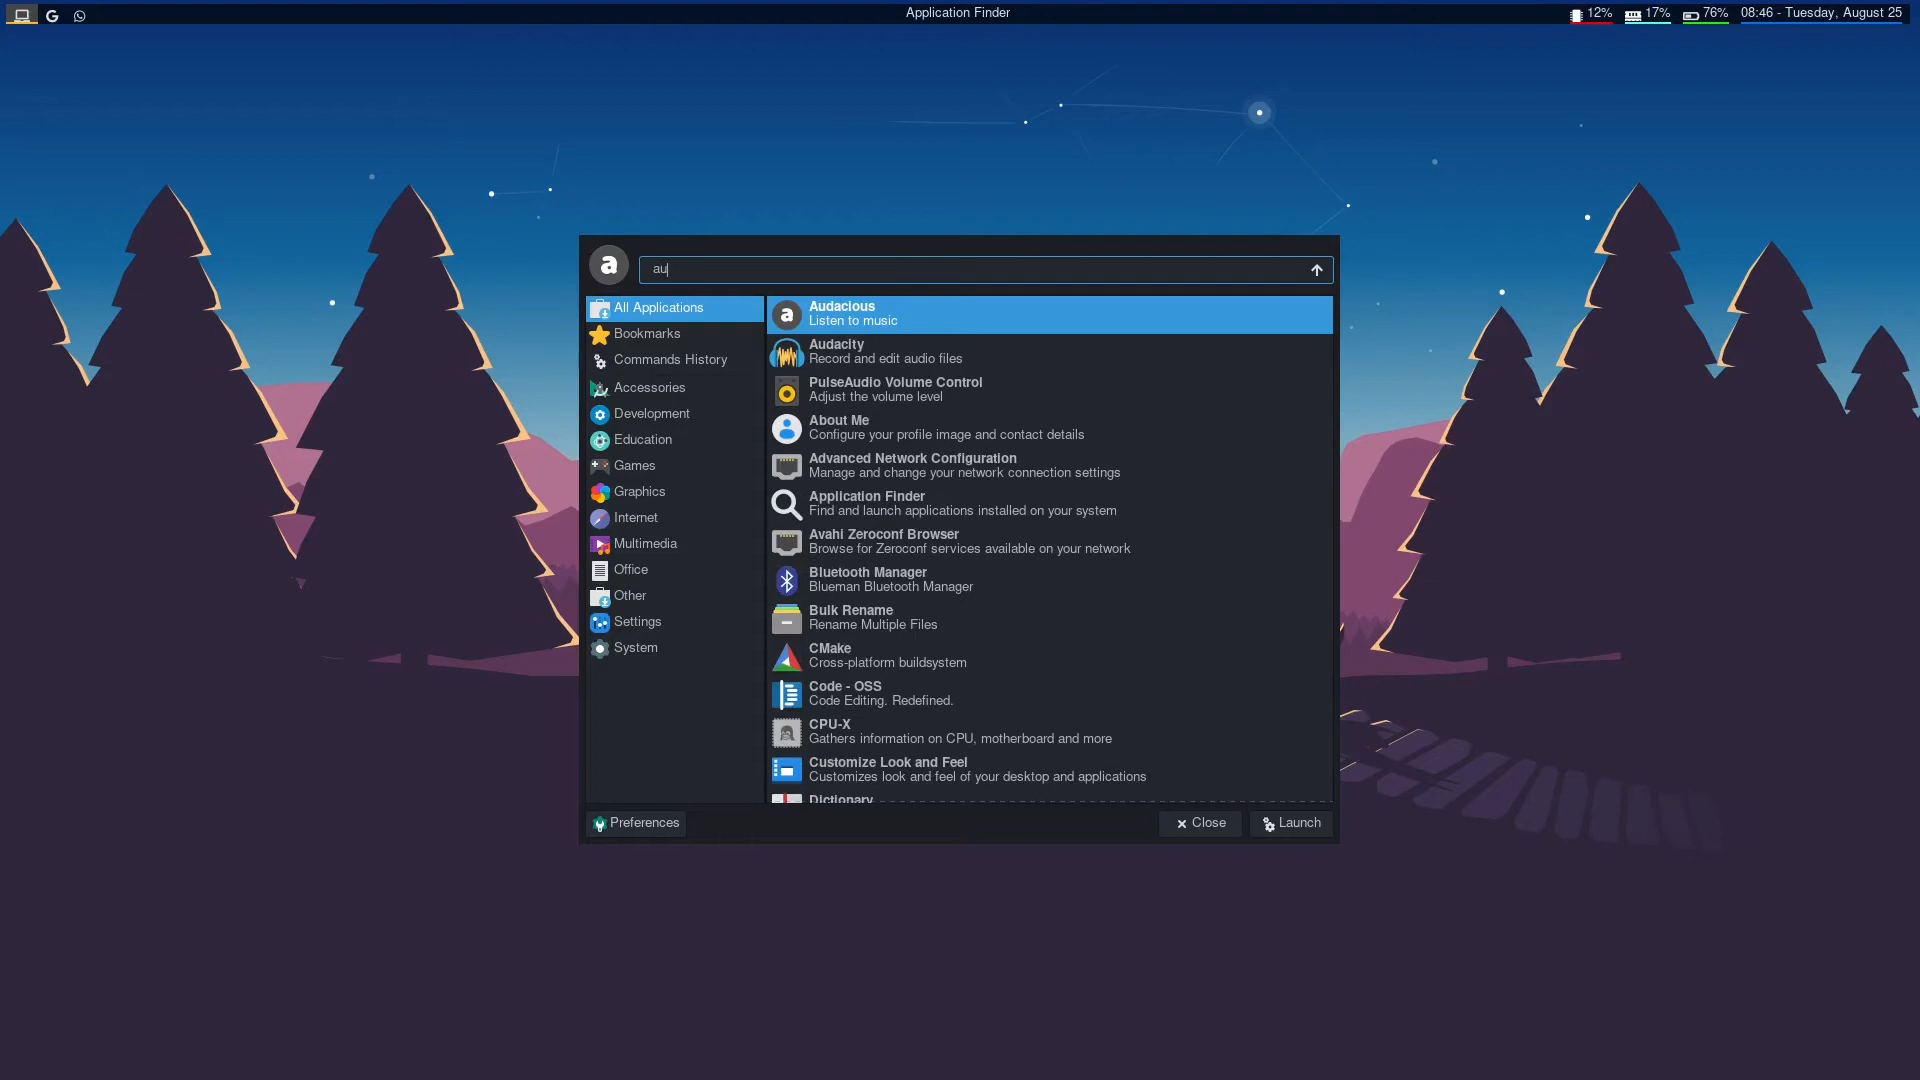 Application Finder
12%
17%
76%
08:46 - Tuesday, August 25
au
All Applications
Bookmarks
Commands History
Accessories
Development
Education
Games
Graphics
Internet
Multimedia
Office
Other
Settings
System
Audacious
Listen to music
Audacity
Record and edit audio files
PulseAudio Volume Control
Adjust the volume level
About Me
Configure your profile image and contact details
Advanced Network Configuration
Manage and change your network connection settings
Application Finder
Find and launch applications installed on your system
Avahi Zeroconf Browser
Browse for Zeroconf services available on your network
Bluetooth Manager
Blueman Bluetooth Manager
Bulk Rename
Rename Multiple Files
CMake
Cross-platform buildsystem
Code - OSS
Code Editing. Redefined.
CPU-X
Gathers information on CPU, motherboard and more
Customize Look and Feel
Customizes look and feel of your desktop and applications
Dictionary
Preferences
Close
Launch